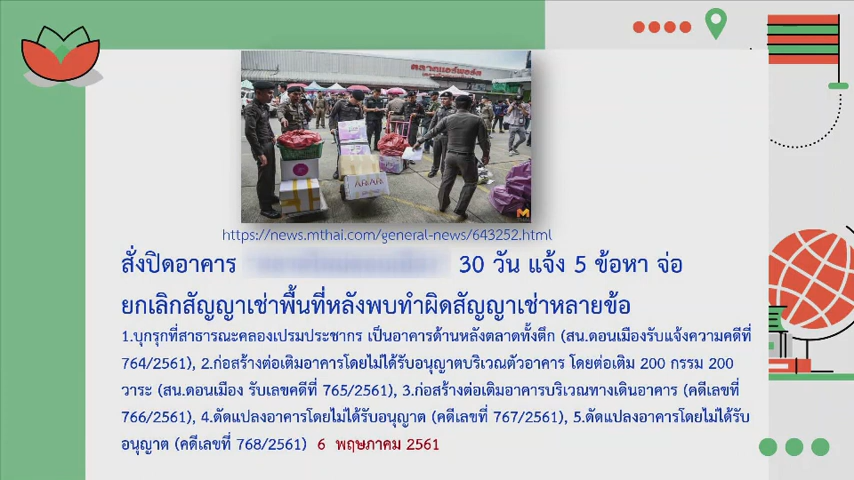 ตลาดแอร์พอร์ต
https://news.mthai.com/general-news/643252.html
สั่งปิดอาคาร 30 วัน แจ้ง 5 ข้อหา จ่อ
ยกเลิกสัญญาเช่าพื้นที่หลังพบทำผิดสัญญาเช่าหลายข้อ
1.บุกรุกที่สาธารณะคลองเปรมประชากร เป็นอาคารด้านหลังตลาดทั้งตึก (สน.ดอนเมืองรับแจ้งความคดีที่
764/2561), 2.ก่อสร้างต่อเติมอาคารโดยไม่ได้รับอนุญาตบริเวณตัวอาคาร โดยต่อเติม 200 กรรม 200
วาระ (สน.ดอนเมือง รับเลขคดีที่ 765/2561), 3.ก่อสร้างต่อเติมอาคารบริเวณทางเดินอาคาร (คดีเลขที่
766/2561), 4.ดัดแปลงอาคารโดยไม่ได้รับอนุญาต (คดีเลขที่ 767/2561), 5.ดัดแปลงอาคารโดยไม่ได้รับ
อนุญาต (คดีเลขที่ 768/2561) 6 พฤษภาคม 2561